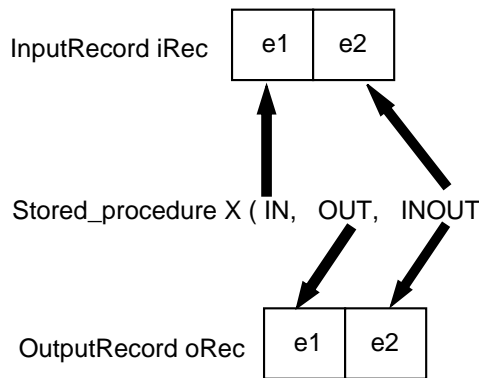 InputRecord iRec e1 e2
Stored_procedure X ( IN, OUT, INOUT
e1 e2
OutputRecord oRec